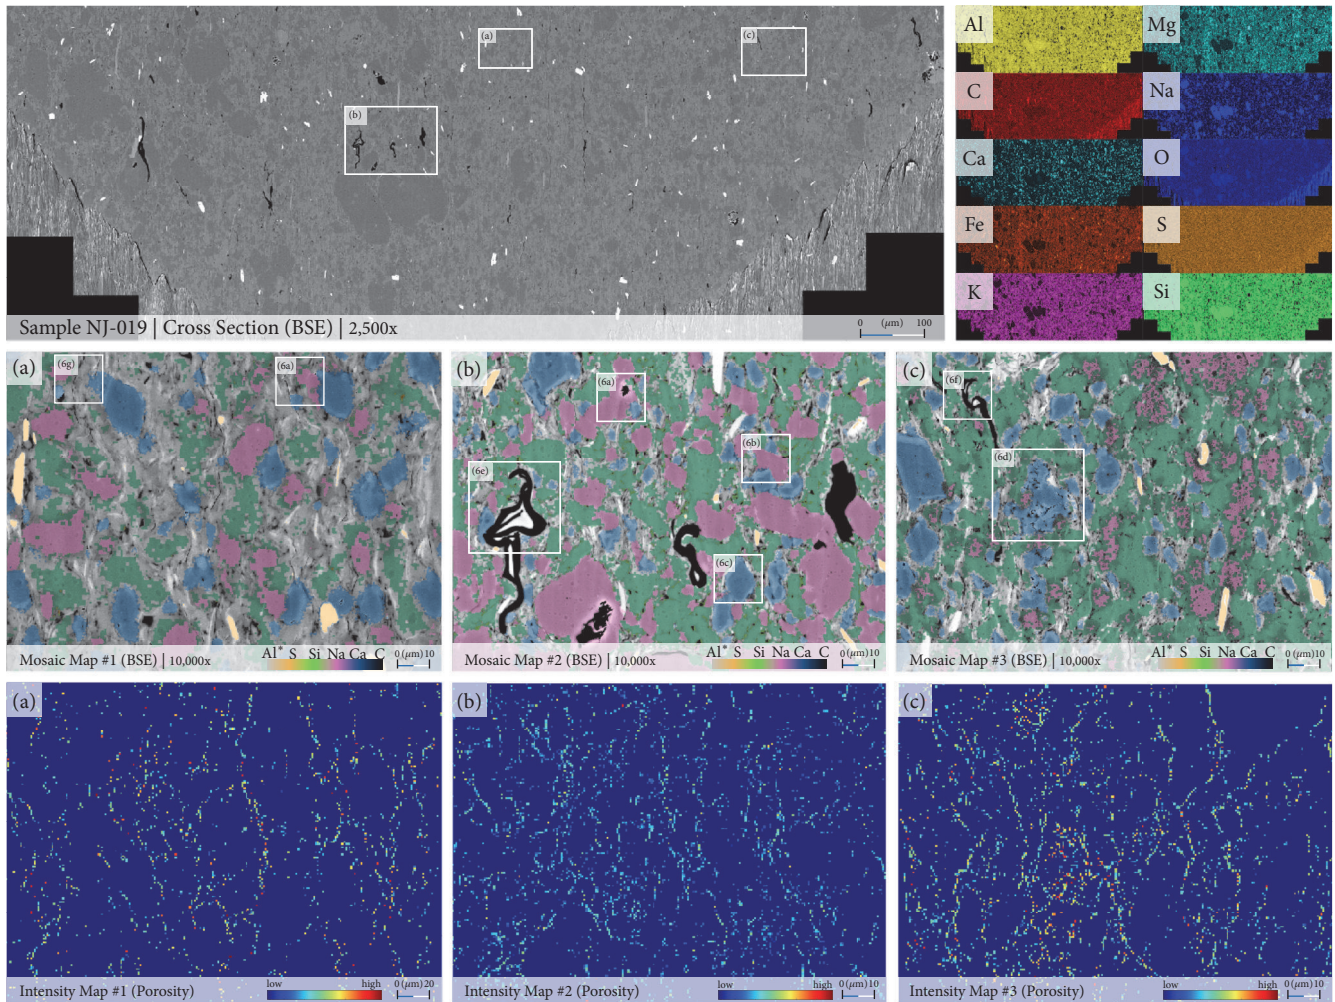 (a)
(b)
(c)
Sample NJ-019 | Cross Section (BSE) | 2,500x
0 (µm) 100
Al
Mg
C
Na
Ca
O
Fe
S
K
Si
(a)
(6g)
(6a)
Mosaic Map #1 (BSE) | 10,000x
Al* S Si Na Ca C
0 (µm) 10
(b)
(6a)
(6b)
(6e)
(6c)
Mosaic Map #2 (BSE) | 10,000x
Al* S Si Na Ca C
0 (µm) 10
(c)
(6f)
(6d)
Mosaic Map #3 (BSE) | 10,000x
Al* S Si Na Ca C
0 (µm) 10
(a)
Intensity Map #1 (Porosity)
low high
0 (µm) 20
(b)
Intensity Map #2 (Porosity)
low high
0 (µm) 10
(c)
Intensity Map #3 (Porosity)
low high
0 (µm) 10